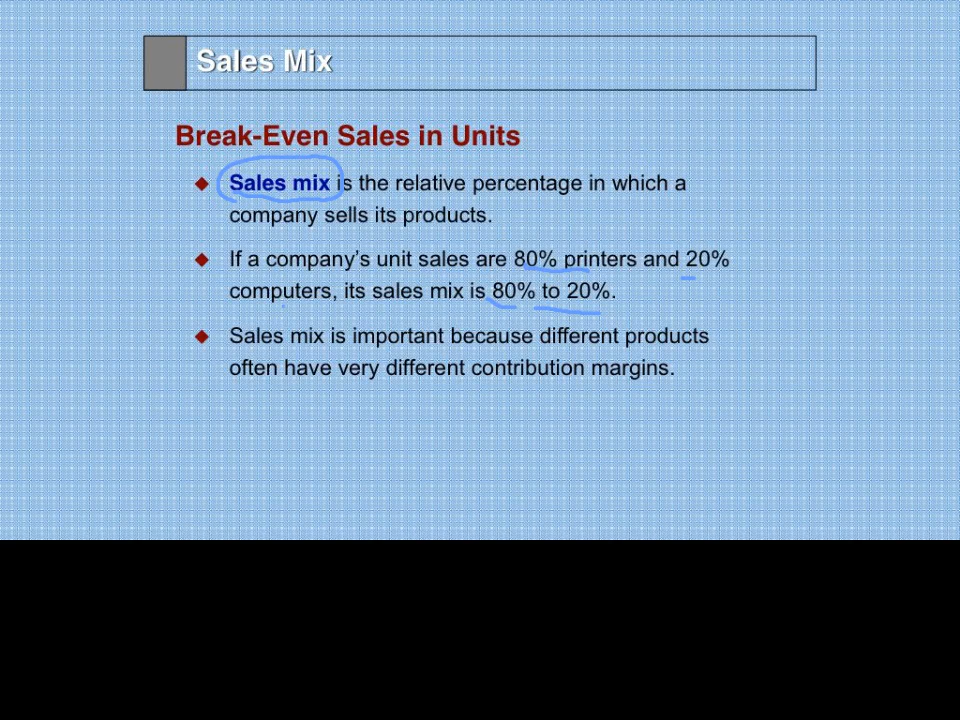 Sales Mix
Break-Even Sales in Units
Sales mix is the relative percentage in which a
company sells its products.
If a company’s unit sales are 80% printers and 20%
computers, its sales mix is 80% to 20%.
Sales mix is important because different products
often have very different contribution margins.